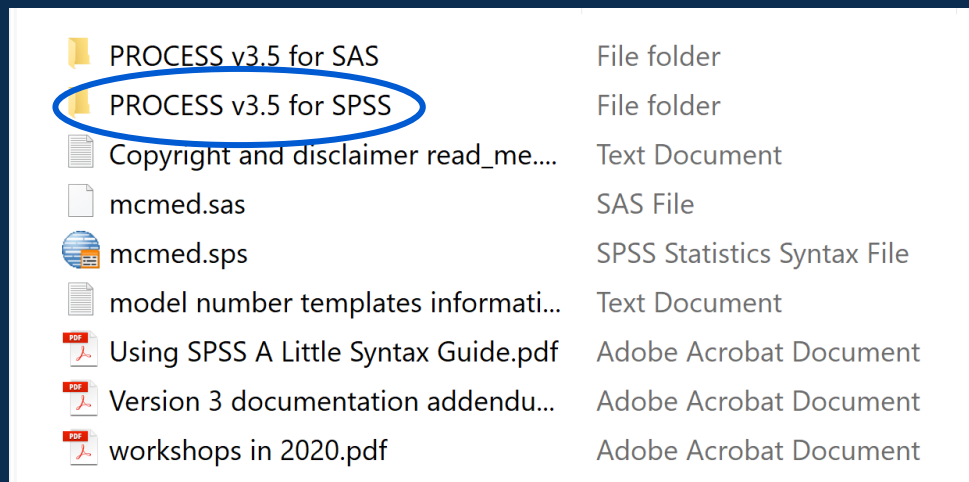 PROCESS v3.5 for SAS File folder
PROCESS v3.5 for SPSS File folder
Copyright and disclaimer read_me.... Text Document
mcmed.sas SAS File
mcmed.sps SPSS Statistics Syntax File
model number templates informati... Text Document
PDF Using SPSS A Little Syntax Guide.pdf Adobe Acrobat Document
PDF Version 3 documentation addendu... Adobe Acrobat Document
PDF workshops in 2020.pdf Adobe Acrobat Document